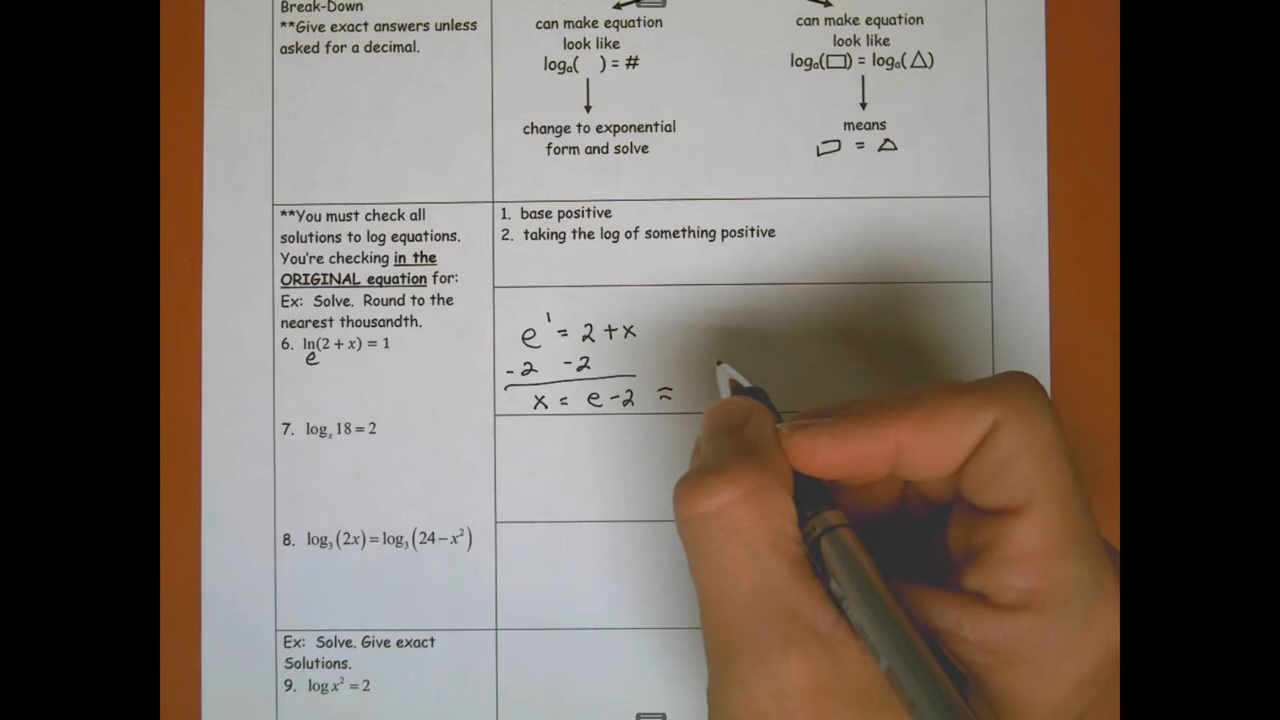 Break-Down
**Give exact answers unless
asked for a decimal.
can make equation
look like
logₐ( ) = #
change to exponential
form and solve
can make equation
look like
logₐ(▭) = logₐ(△)
means
▭ = △
**You must check all
solutions to log equations.
You're checking in the
ORIGINAL equation for:
1. base positive
2. taking the log of something positive
Ex: Solve. Round to the
nearest thousandth.
6. ln(2 + x) = 1
e
e¹ = 2 + x
-2 -2
x = e - 2 ≈
7. logₓ 18 = 2
8. log₃(2x) = log₃(24 − x²)
Ex: Solve. Give exact
Solutions.
9. log x² = 2